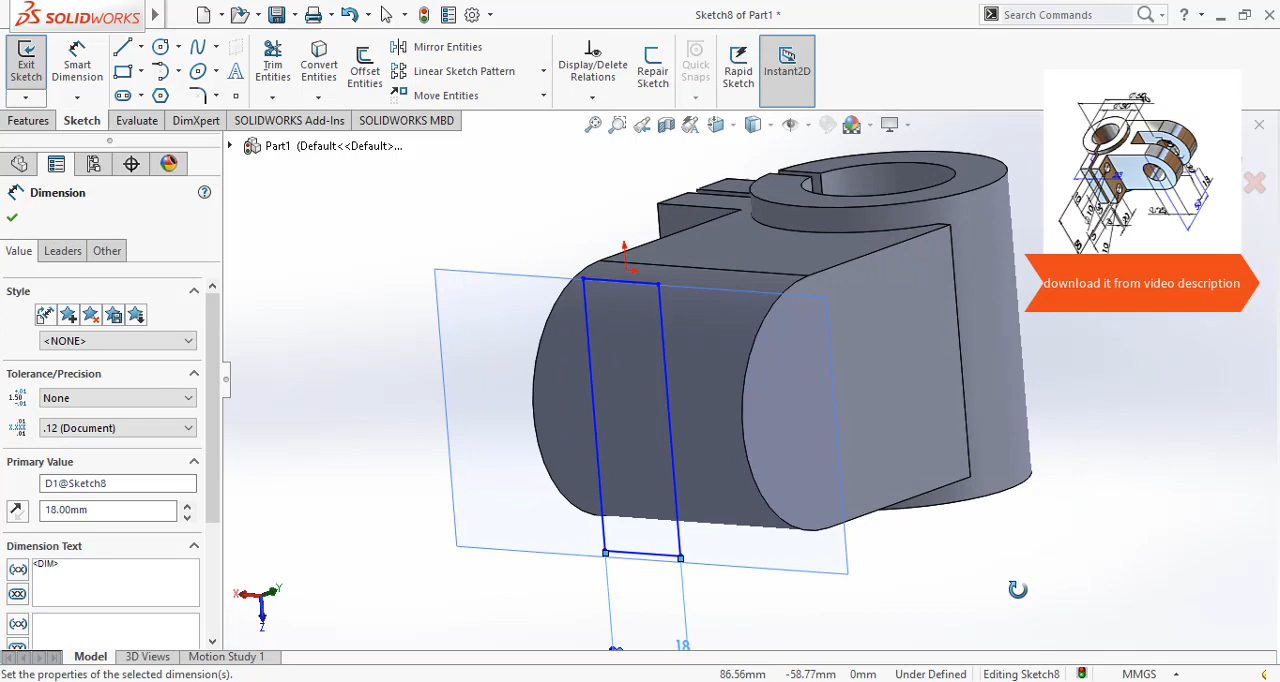 SOLIDWORKS
Sketch8 of Part1 *
Search Commands
Exit Sketch
Smart Dimension
Trim Entities
Convert Entities
Offset Entities
Mirror Entities
Linear Sketch Pattern
Move Entities
Display/Delete Relations
Repair Sketch
Quick Snaps
Rapid Sketch
Instant2D
Features
Sketch
Evaluate
DimXpert
SOLIDWORKS Add-Ins
SOLIDWORKS MBD
Part1 (Default<<Default>...
Dimension
Value
Leaders
Other
Style
<NONE>
Tolerance/Precision
None
.12 (Document)
Primary Value
D1@Sketch8
18.00mm
Dimension Text
<DIM>
download it from video description
18
X
Y
Z
Model
3D Views
Motion Study 1
Set the properties of the selected dimension(s).
86.56mm
-58.77mm
0mm
Under Defined
Editing Sketch8
MMGS